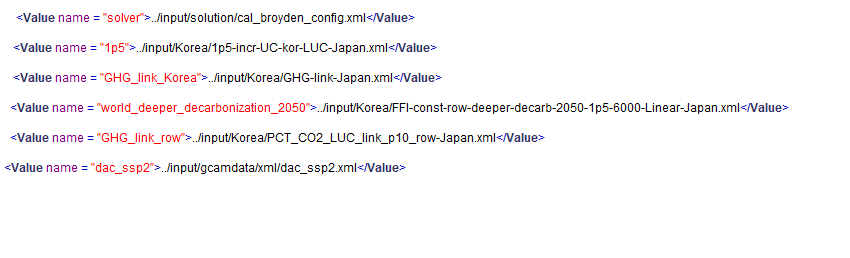 <Value name = "solver">../input/solution/cal_broyden_config.xml</Value>
<Value name = "1p5">../input/Korea/1p5-incr-UC-kor-LUC-Japan.xml</Value>
<Value name = "GHG_link_Korea">../input/Korea/GHG-link-Japan.xml</Value>
<Value name = "world_deeper_decarbonization_2050">../input/Korea/FFI-const-row-deeper-decarb-2050-1p5-6000-Linear-Japan.xml</Value>
<Value name = "GHG_link_row">../input/Korea/PCT_CO2_LUC_link_p10_row-Japan.xml</Value>
<Value name = "dac_ssp2">../input/gcamdata/xml/dac_ssp2.xml</Value>